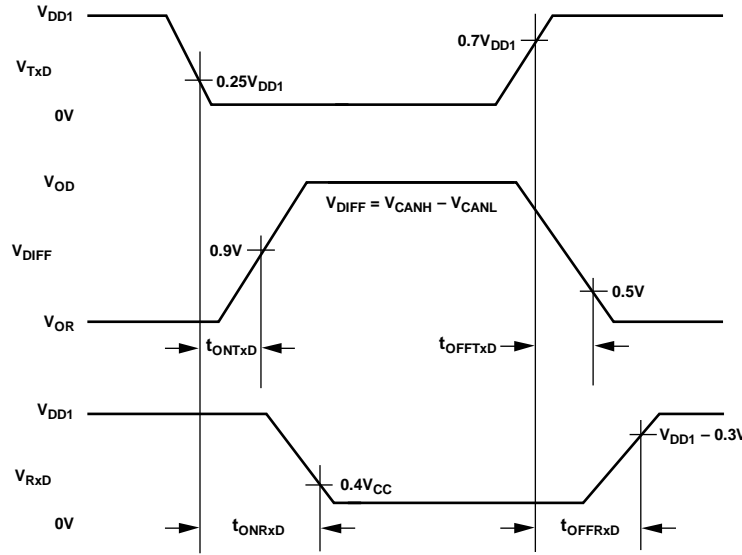 VDD1
0.7VDD1
VTxD
0.25VDD1
0V
VOD
VDIFF = VCANH – VCANL
0.9V
VDIFF
0.5V
VOR
tONTxD
tOFFTxD
VDD1
VDD1 – 0.3V
VRxD
0.4VCC
0V
tONRxD
tOFFRxD